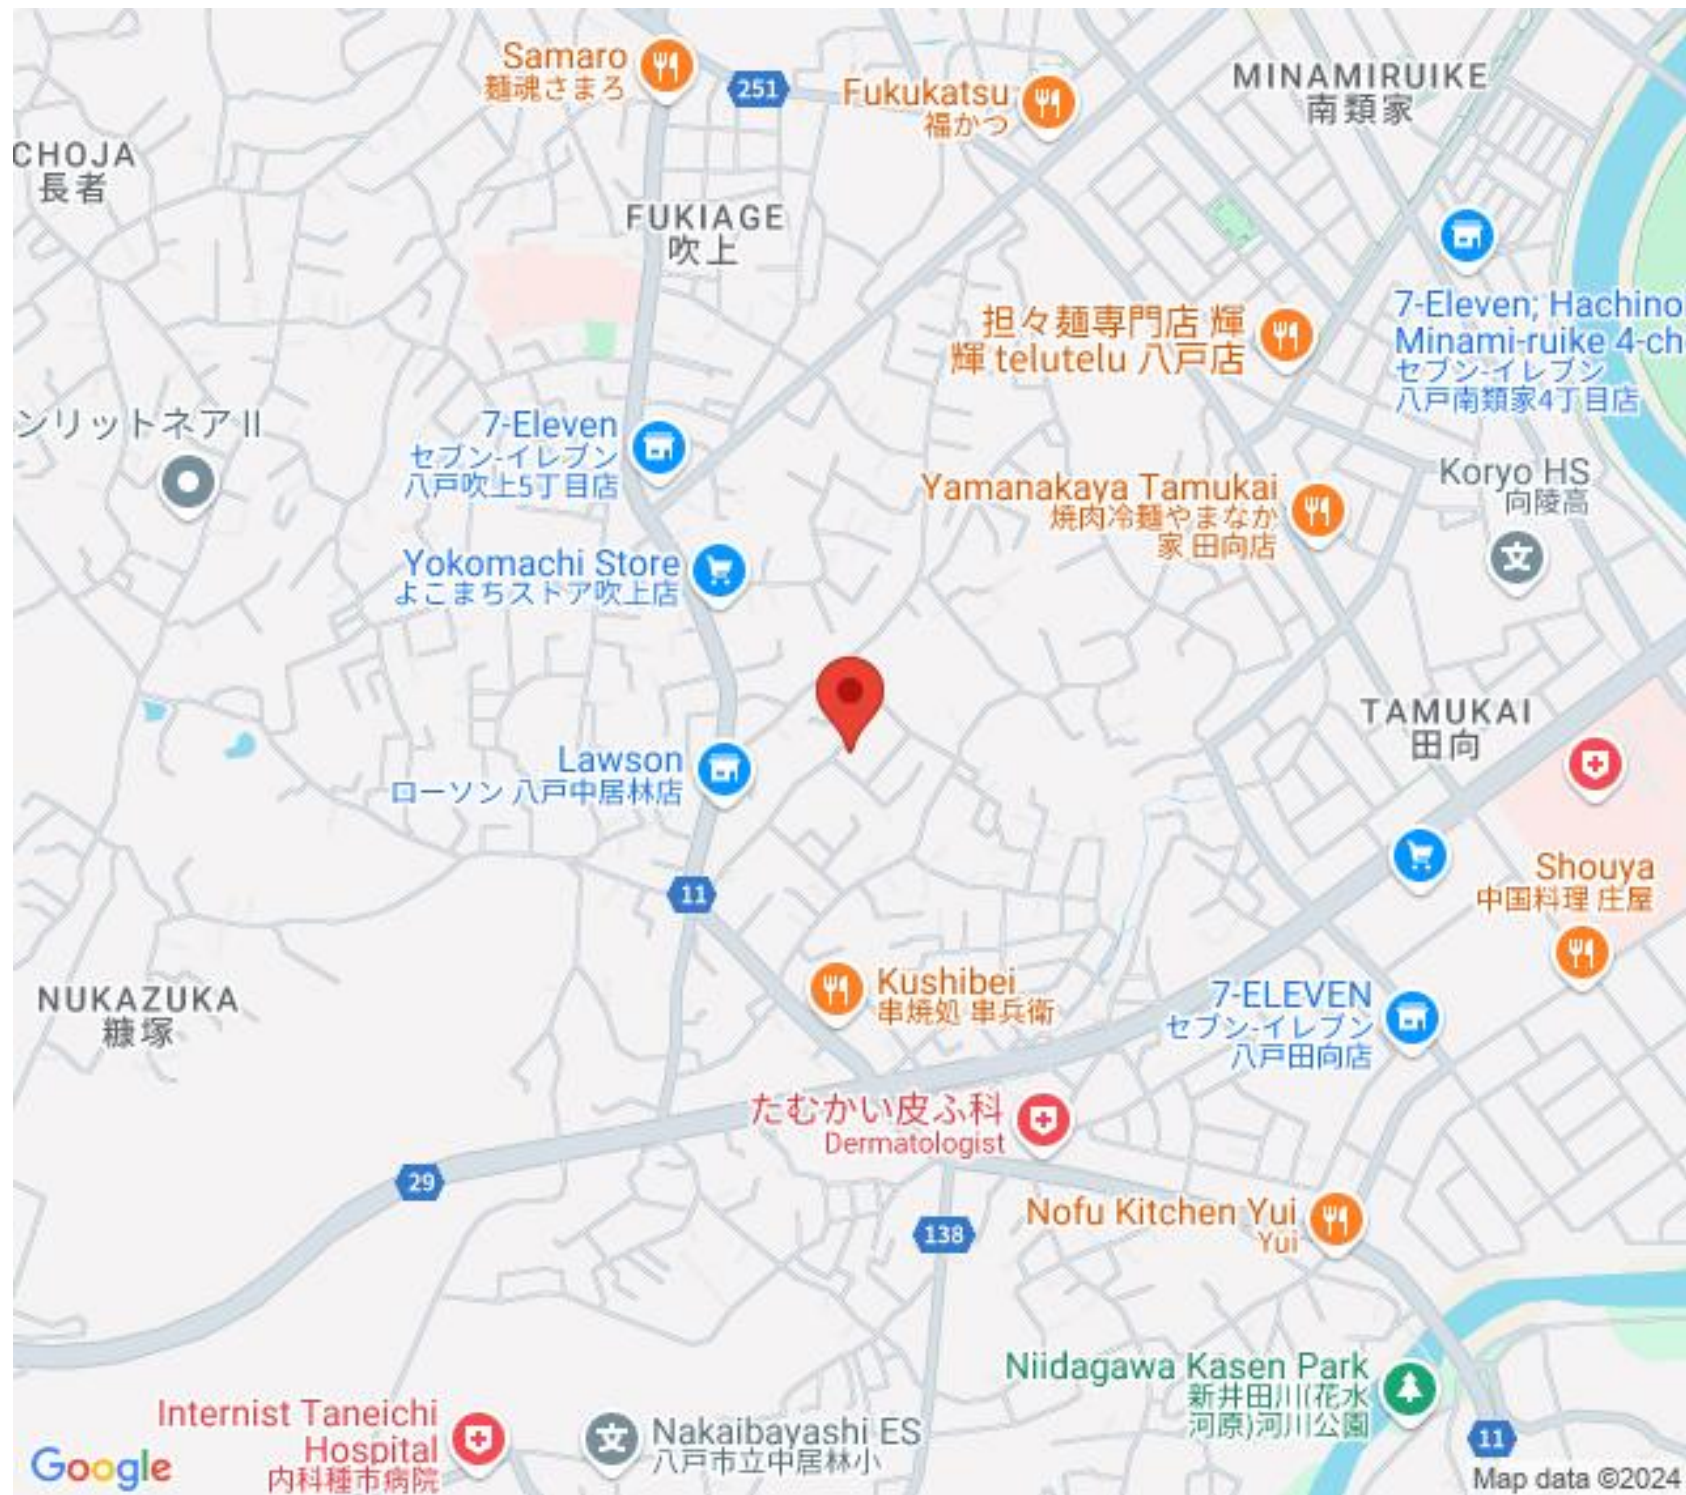 Samaro
麺魂さまろ
251
Fukukatsu
福かつ
MINAMIRUIKE
南類家
CHOJA
長者
FUKIAGE
吹上
担々麺専門店 輝
輝 telutelu 八戸店
7-Eleven; Hachino
Minami-ruike 4-ch
セブン-イレブン
八戸南類家4丁目店
ンリットネア II
7-Eleven
セブン-イレブン
八戸吹上5丁目店
Yamanakaya Tamukai
焼肉冷麺やまなか
家 田向店
Koryo HS
向陵高
Yokomachi Store
よこまちストア吹上店
TAMUKAI
田向
Lawson
ローソン 八戸中居林店
11
Shouya
中国料理 庄屋
NUKAZUKA
糠塚
Kushibei
串焼処 串兵衛
7-ELEVEN
セブン-イレブン
八戸田向店
たむかい皮ふ科
Dermatologist
29
138
Nofu Kitchen Yui
Yui
Niidagawa Kasen Park
新井田川(花水
河原)河川公園
Internist Taneichi
Hospital
内科種市病院
Nakaibayashi ES
八戸市立中居林小
11
Google
Map data ©2024